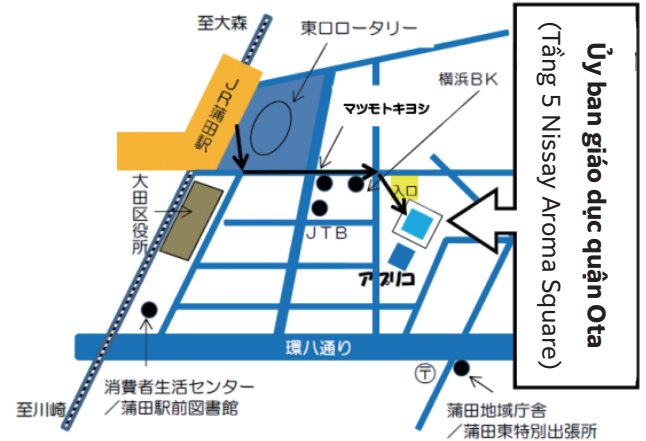 至大森
東口ロータリー
JR蒲田駅
横浜BK
マツモトキヨシ
入口
大田区役所
JTB
アプリコ
環八通り
〒
消費者生活センター
／蒲田駅前図書館
至川崎
蒲田地域庁舎
／蒲田東特別出張所
Ủy ban giáo dục quận Ota
(Tầng 5 Nissay Aroma Square)